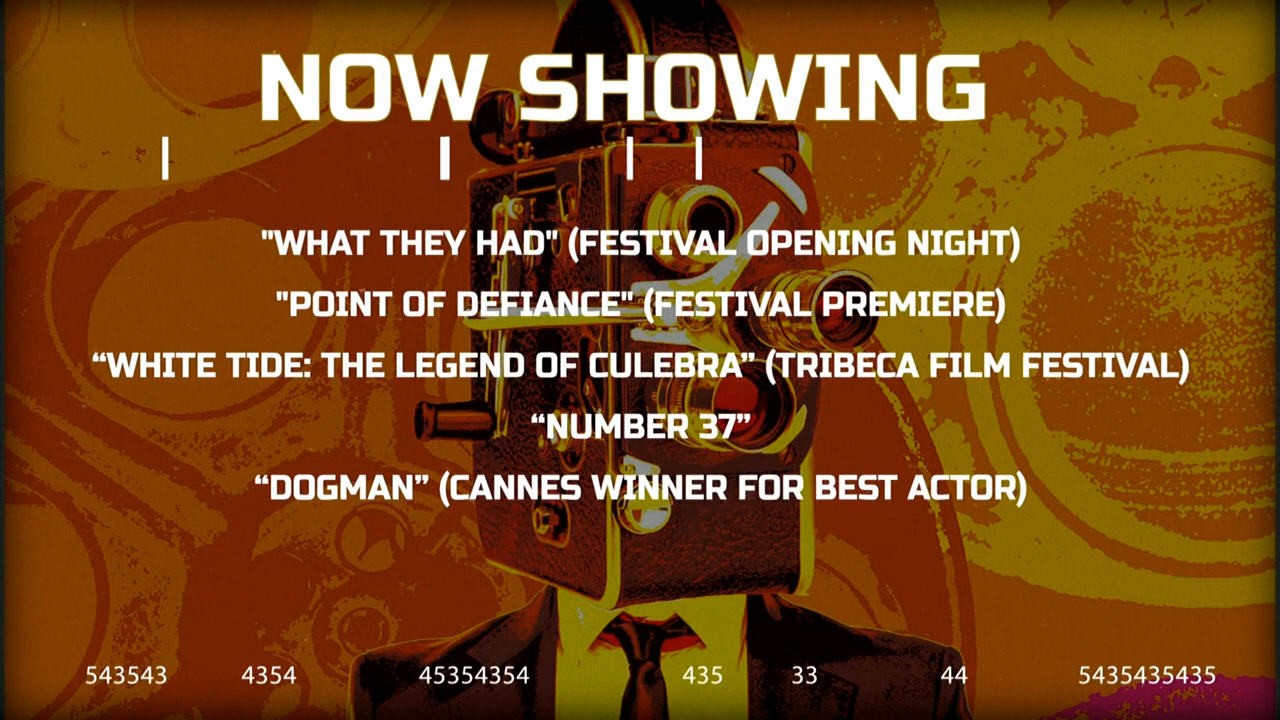 NOW SHOWING
"WHAT THEY HAD" (FESTIVAL OPENING NIGHT)
"POINT OF DEFIANCE" (FESTIVAL PREMIERE)
“WHITE TIDE: THE LEGEND OF CULEBRA” (TRIBECA FILM FESTIVAL)
“NUMBER 37”
“DOGMAN” (CANNES WINNER FOR BEST ACTOR)
543543 4354 45354354 435 33 44 5435435435